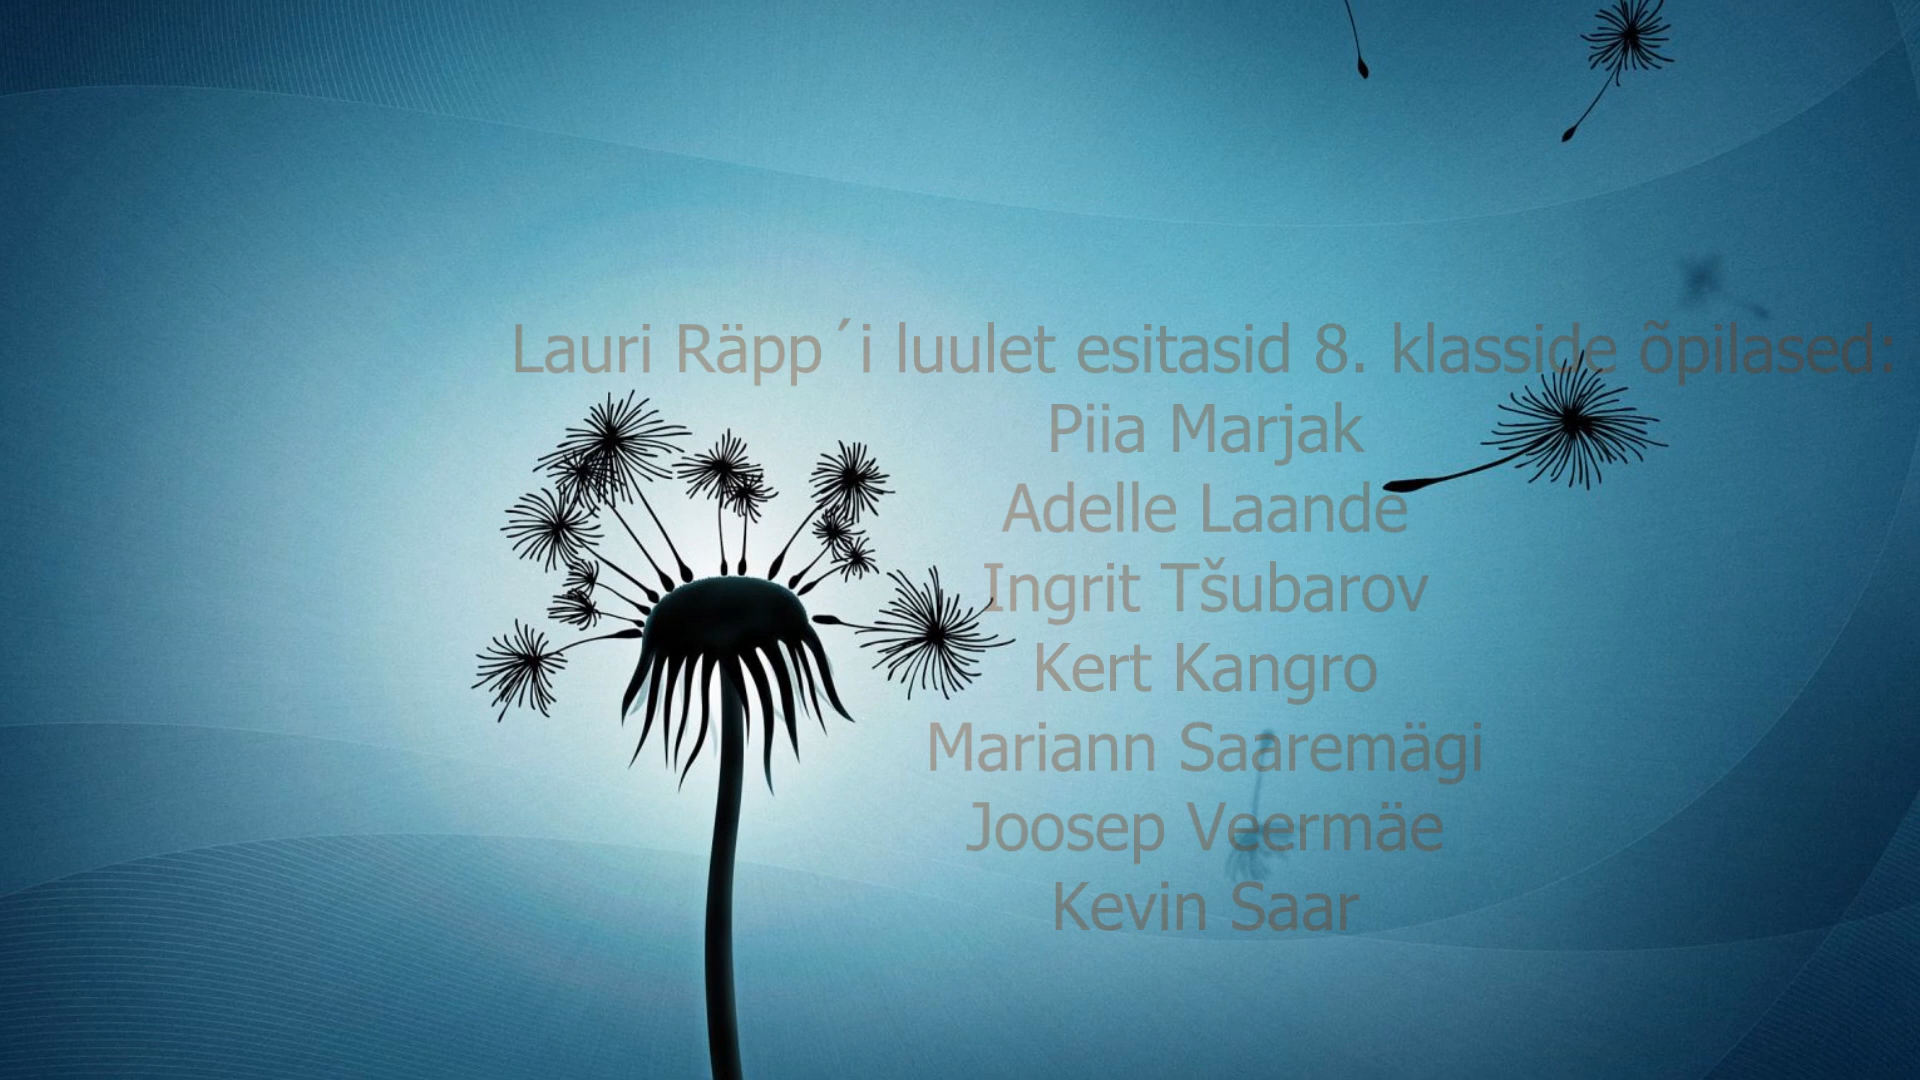 Lauri Räpp´i luulet esitasid 8. klasside õpilased:
Piia Marjak
Adelle Laande
Ingrit Tšubarov
Kert Kangro
Mariann Saaremägi
Joosep Veermäe
Kevin Saar